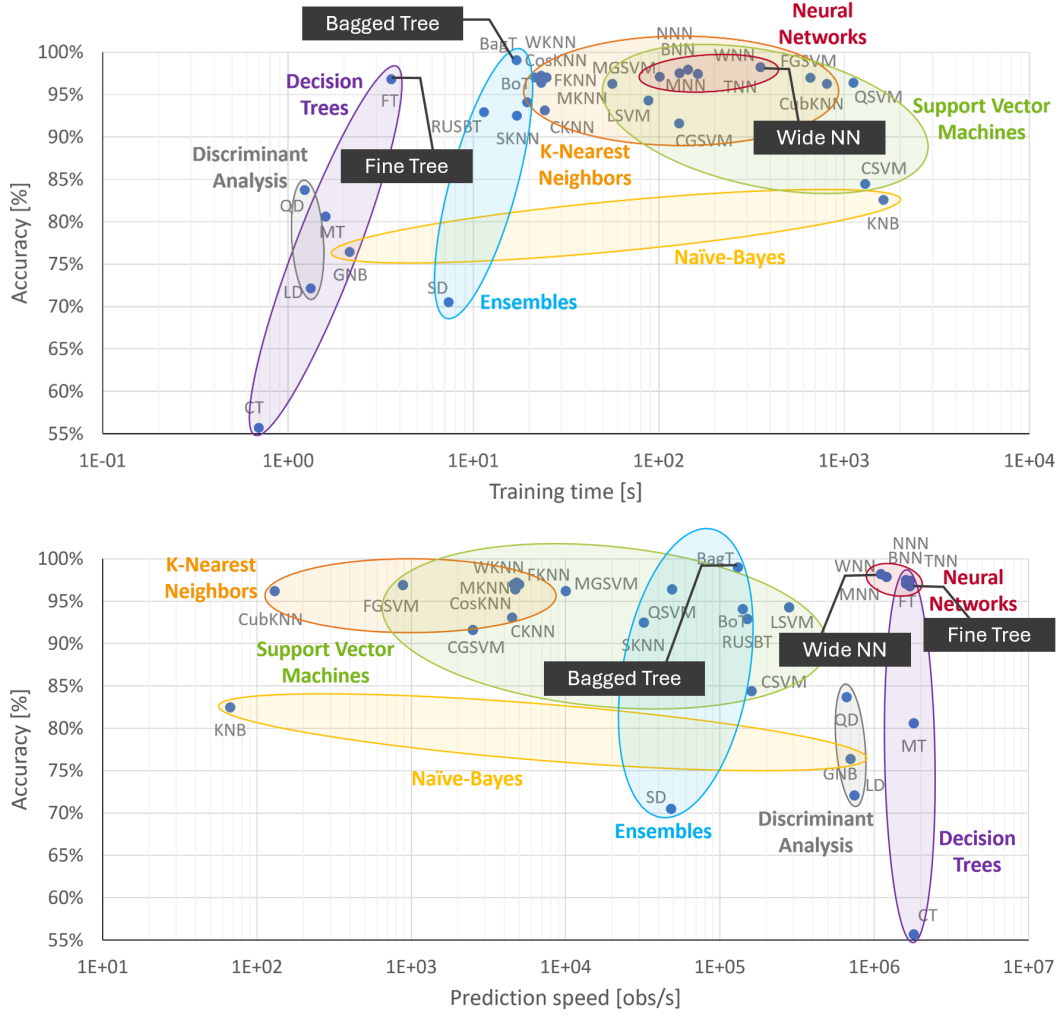 Bagged Tree
Neural
Networks
NNN
BagT WKNN
BNN
CosKNN
WNN FGSVM
100%
Decision
Trees
MGSVM
95%
FT
BoT FKNN
MNN TNN
QSVM
MKNN
CubKNN
Support Vector
Machines
LSVM
90%
RUSBT
SKNN
CKNN
CGSVM
Wide NN
Discriminant
Analysis
Fine Tree
K-Nearest
Neighbors
85%
CSVM
QD
80%
MT
KNB
75%
GNB
Naïve-Bayes
70%
LD
SD
Ensembles
65%
60%
CT
55%
Accuracy [%]
1E-01 1E+00 1E+01 1E+02 1E+03 1E+04
Training time [s]
NNN
100%
K-Nearest
Neighbors
WKNN
FKNN
BagT
WNN BNN TNN
MKNN
MGSVM
MNN
Neural
Networks
95%
CubKNN
FGSVM
CosKNN
QSVM
FT
LSVM
BoT
CKNN
SKNN
RUSBT
Fine Tree
90%
CGSVM
Support Vector
Machines
Wide NN
85%
Bagged Tree
CSVM
QD
80%
KNB
MT
75%
Naïve-Bayes
GNB
LD
70%
SD
Ensembles
Discriminant
Analysis
Decision
Trees
65%
60%
CT
55%
Accuracy [%]
1E+01 1E+02 1E+03 1E+04 1E+05 1E+06 1E+07
Prediction speed [obs/s]